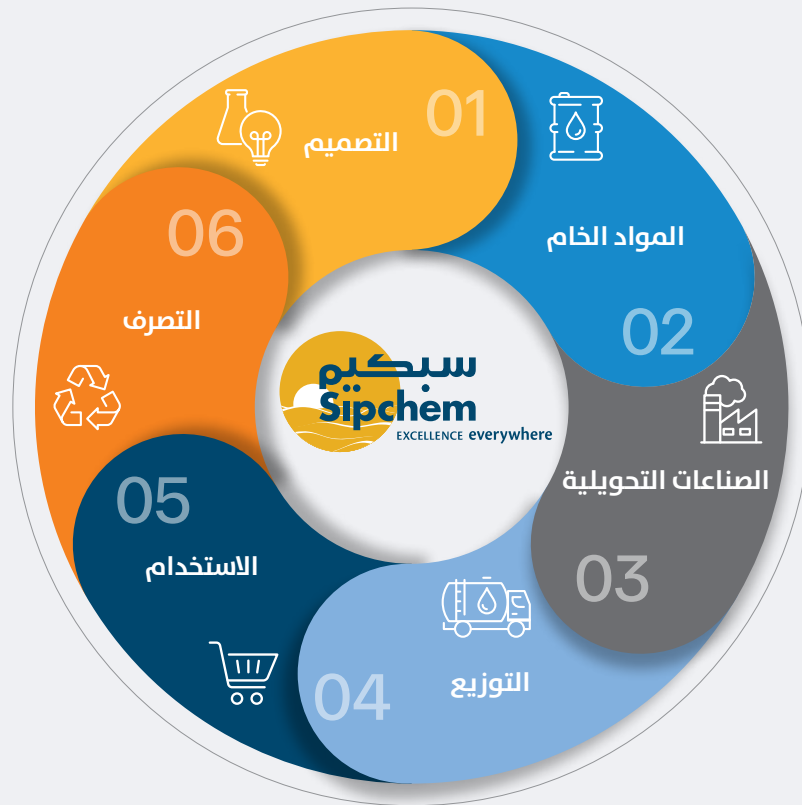 01
التصميم
المواد الخام
02
الصناعات التحويلية
03
التوزيع
04
05
الاستخدام
06
التصرف
سبكيم
Sipchem
EXCELLENCE everywhere